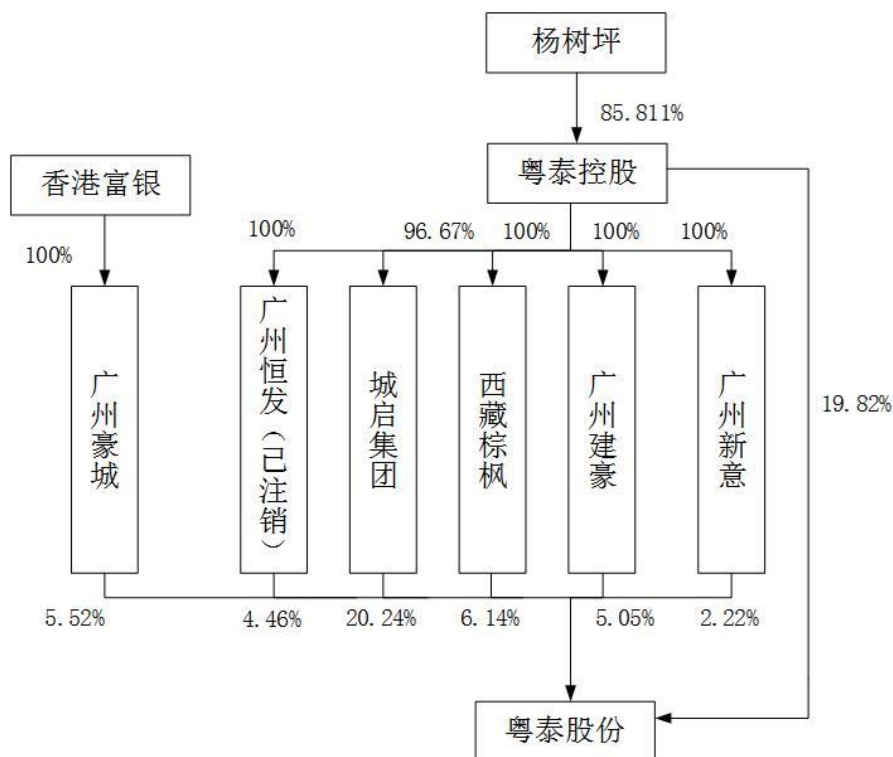 杨树坪
85.811%
香港富银
粤泰控股
100%
100%
96.67%
100%
100%
100%
广州豪城
广州恒发（已注销）
城启集团
西藏棕枫
广州建豪
广州新意
19.82%
5.52%
4.46%
20.24%
6.14%
5.05%
2.22%
粤泰股份